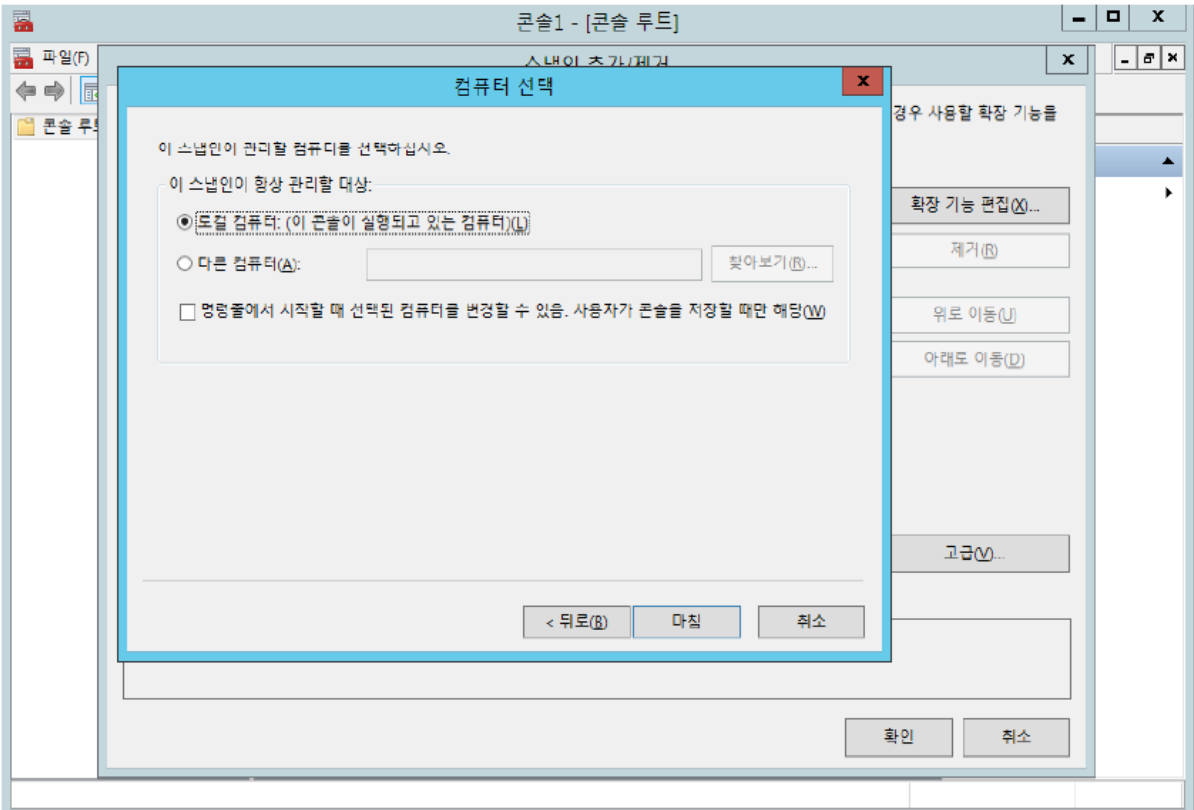 콘솔1 - [콘솔 루트]
파일(F)
스냅인 추가/제거
컴퓨터 선택
콘솔 루트
경우 사용할 확장 기능을
이 스냅인이 관리할 컴퓨터를 선택하십시오.
이 스냅인이 항상 관리할 대상:
로컬 컴퓨터: (이 콘솔이 실행되고 있는 컴퓨터)(L)
다른 컴퓨터(A):
찾아보기(R)...
명령줄에서 시작할 때 선택된 컴퓨터를 변경할 수 있음. 사용자가 콘솔을 저장할 때만 해당(W)
확장 기능 편집(X)...
제거(R)
위로 이동(U)
아래로 이동(D)
고급(V)...
< 뒤로(B)
마침
취소
확인
취소